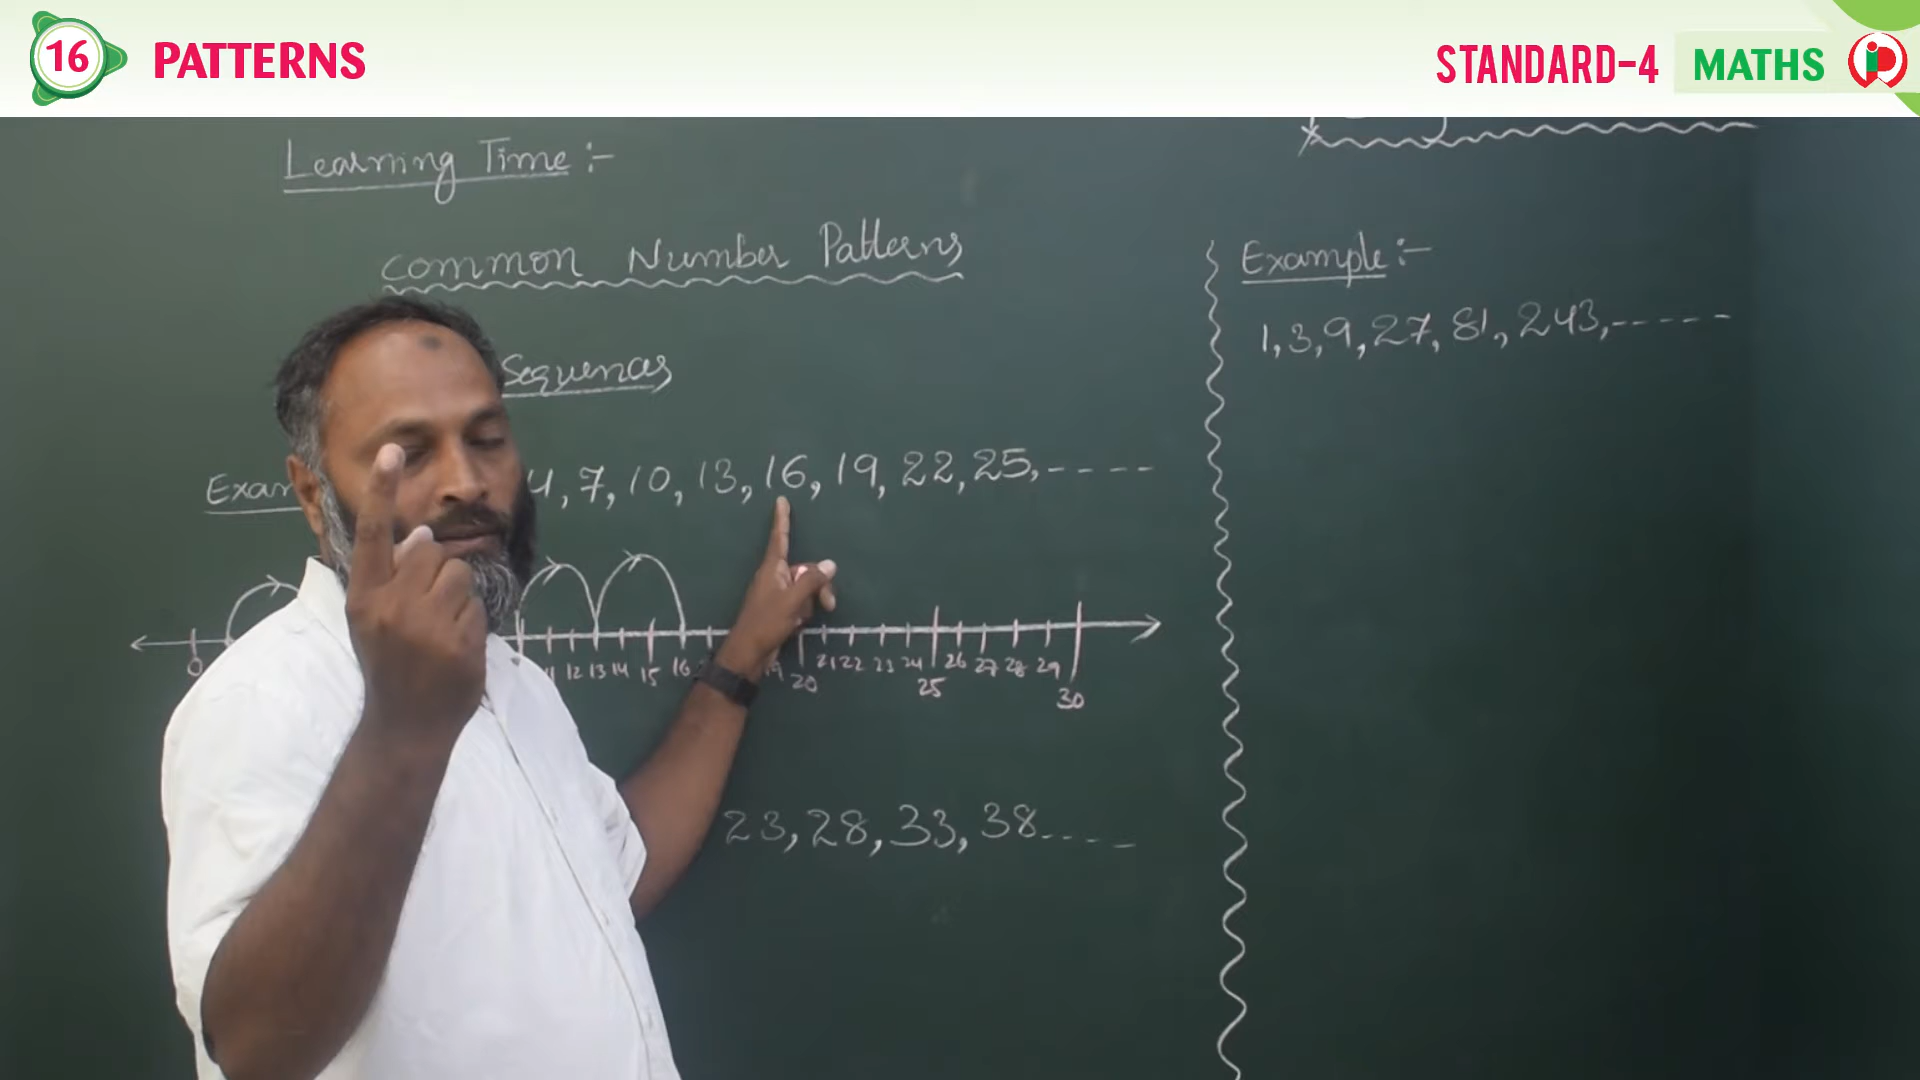 16 PATTERNS
STANDARD-4 MATHS
Learning Time :-
Common Number Patterns
Sequences
4, 7, 10, 13, 16, 19, 22, 25, ----
0 12 13 14 15 16 19 20 21 22 23 24 25 26 27 28 29 30
23, 28, 33, 38....
Example :-
1, 3, 9, 27, 81, 243, -----